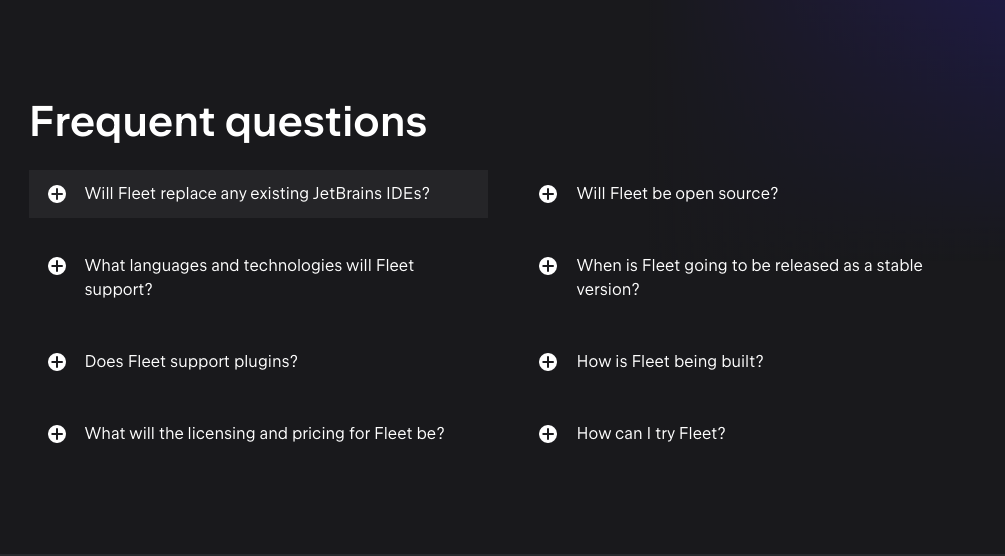 Frequent questions
Will Fleet replace any existing JetBrains IDEs?
What languages and technologies will Fleet
support?
Does Fleet support plugins?
What will the licensing and pricing for Fleet be?
Will Fleet be open source?
When is Fleet going to be released as a stable
version?
How is Fleet being built?
How can I try Fleet?